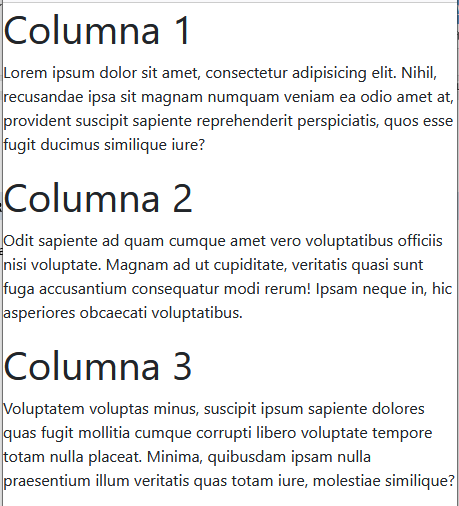 Columna 1
Lorem ipsum dolor sit amet, consectetur adipisicing elit. Nihil,
recusandae ipsa sit magnam numquam veniam ea odio amet at,
provident suscipit sapiente reprehenderit perspiciatis, quos esse
fugit ducimus similique iure?
Columna 2
Odit sapiente ad quam cumque amet vero voluptatibus officiis
nisi voluptate. Magnam ad ut cupiditate, veritatis quasi sunt
fuga accusantium consequatur modi rerum! Ipsam neque in, hic
asperiores obcaecati voluptatibus.
Columna 3
Voluptatem voluptas minus, suscipit ipsum sapiente dolores
quas fugit mollitia cumque corrupti libero voluptate tempore
totam nulla placeat. Minima, quibusdam ipsam nulla
praesentium illum veritatis quas totam iure, molestiae similique?